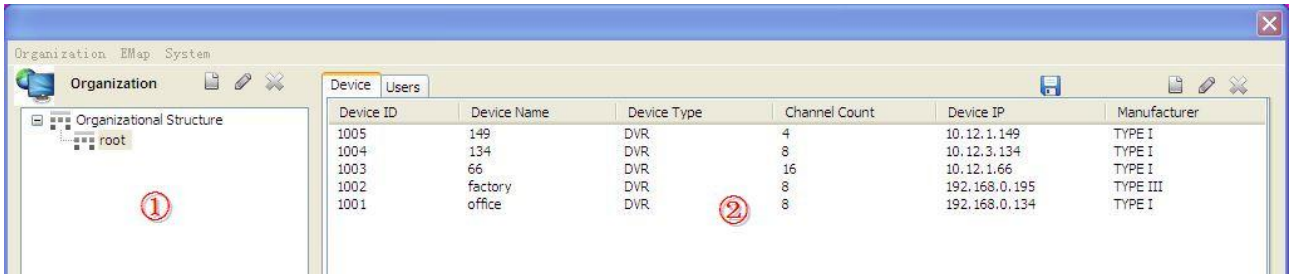 Organization EMap System
Organization
Device Users
Device ID Device Name Device Type Channel Count Device IP Manufacturer
Organizational Structure
root
1005 149 DVR 4 10.12.1.149 TYPE I
1004 134 DVR 8 10.12.3.134 TYPE I
1003 66 DVR 16 10.12.1.66 TYPE I
1002 factory DVR 8 192.168.0.195 TYPE III
1001 office DVR 8 192.168.0.134 TYPE I
①
②